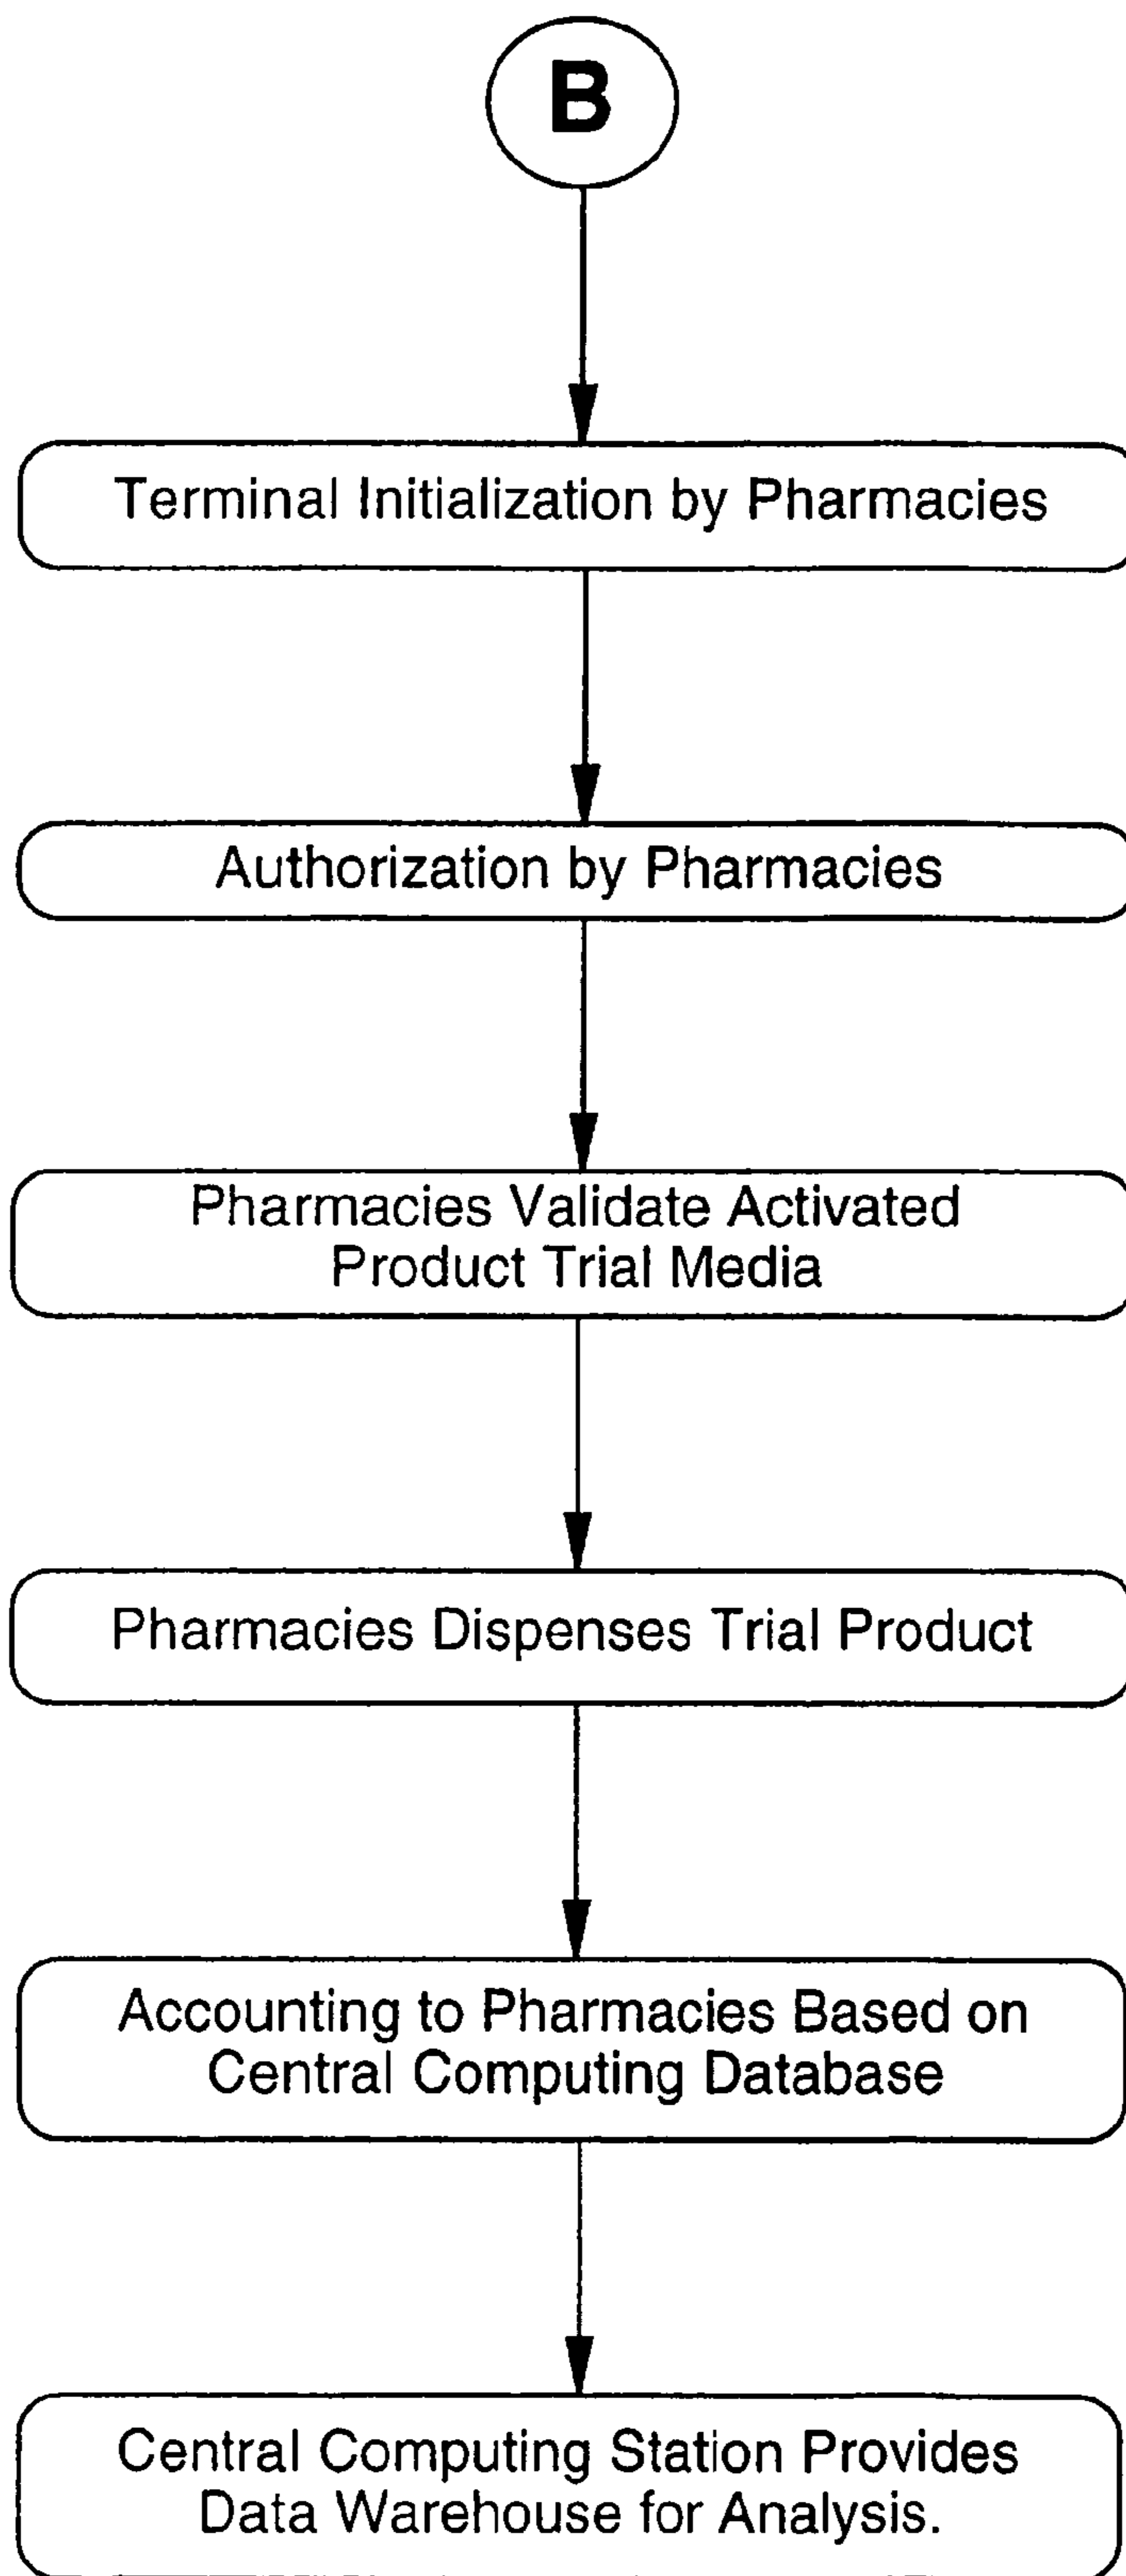 B
Terminal Initialization by Pharmacies
Authorization by Pharmacies
Pharmacies Validate Activated
Product Trial Media
Pharmacies Dispenses Trial Product
Accounting to Pharmacies Based on
Central Computing Database
Central Computing Station Provides
Data Warehouse for Analysis.